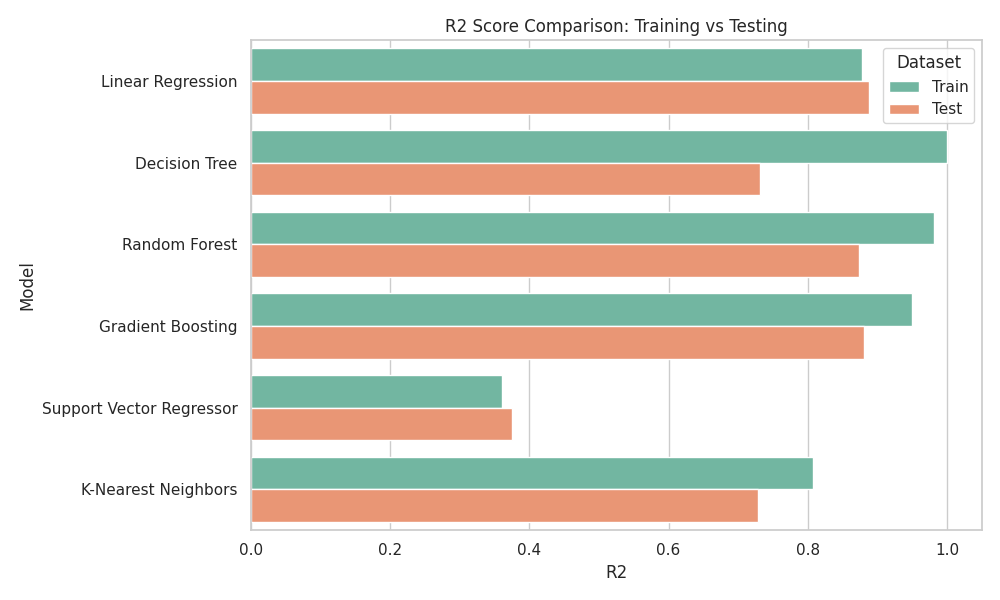 R2 Score Comparison: Training vs Testing
Dataset
Train
Test
Linear Regression
Decision Tree
Random Forest
Gradient Boosting
Support Vector Regressor
K-Nearest Neighbors
Model
0.0 0.2 0.4 0.6 0.8 1.0
R2